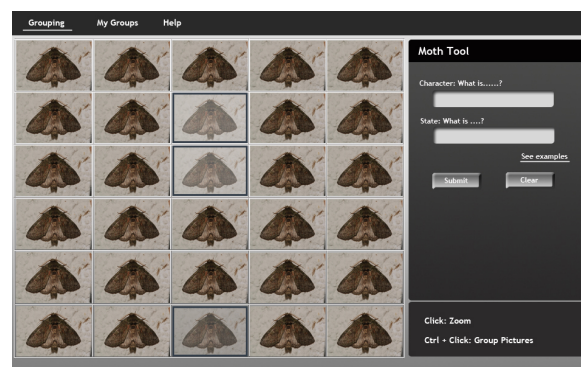 Grouping My Groups Help
Moth Tool
Character: What is......?
State: What is ....?
See examples
Submit Clear
Click: Zoom
Ctrl + Click: Group Pictures